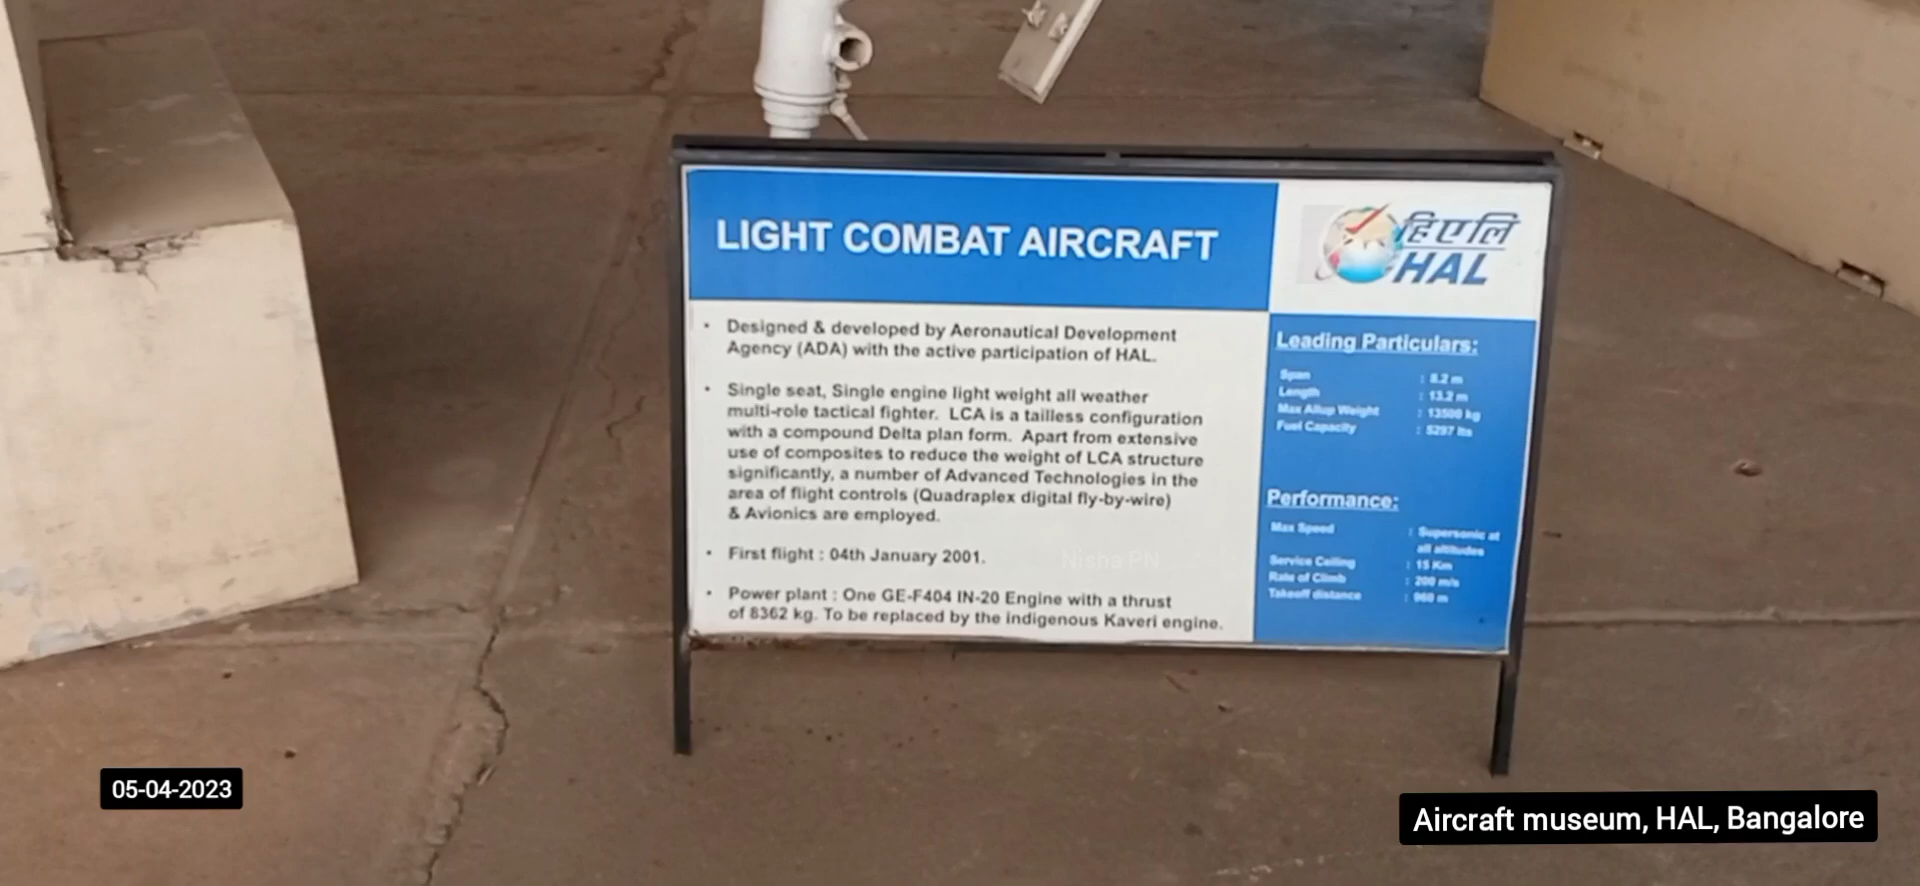 LIGHT COMBAT AIRCRAFT
हिएलि
HAL
• Designed & developed by Aeronautical Development
Agency (ADA) with the active participation of HAL.
• Single seat, Single engine light weight all weather
multi-role tactical fighter. LCA is a tailless configuration
with a compound Delta plan form. Apart from extensive
use of composites to reduce the weight of LCA structure
significantly, a number of Advanced Technologies in the
area of flight controls (Quadraplex digital fly-by-wire)
& Avionics are employed.
• First flight : 04th January 2001.
• Power plant : One GE-F404 IN-20 Engine with a thrust
of 8362 kg. To be replaced by the indigenous Kaveri engine.
Leading Particulars:
Span : 8.2 m
Length : 13.2 m
Max Allup Weight : 13500 kg
Fuel Capacity : 5297 lts
Performance:
Max Speed : Supersonic at
all altitudes
Service Ceiling : 15 Km
Rate of Climb : 200 m/s
Takeoff distance : 960 m
Nisha PN
05-04-2023
Aircraft museum, HAL, Bangalore